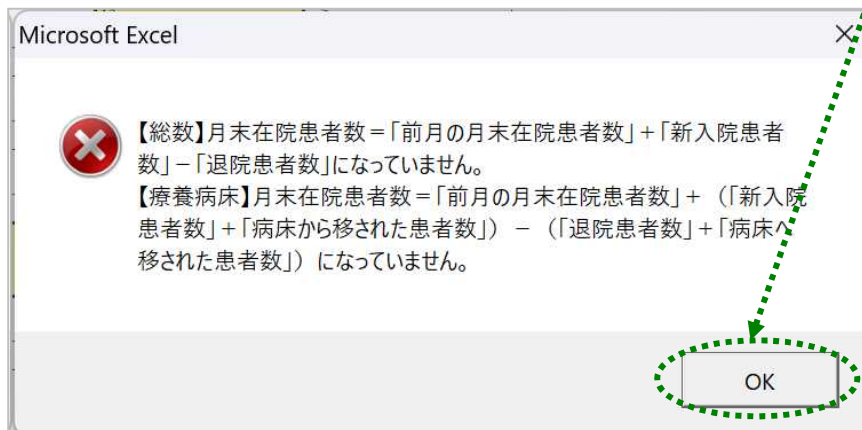 Microsoft Excel
【総数】月末在院患者数＝「前月の月末在院患者数」＋「新入院患者
数」－「退院患者数」になっていません。
【療養病床】月末在院患者数＝「前月の月末在院患者数」＋（「新入院
患者数」＋「病床から移された患者数」）－（「退院患者数」＋「病床へ
移された患者数」）になっていません。
OK